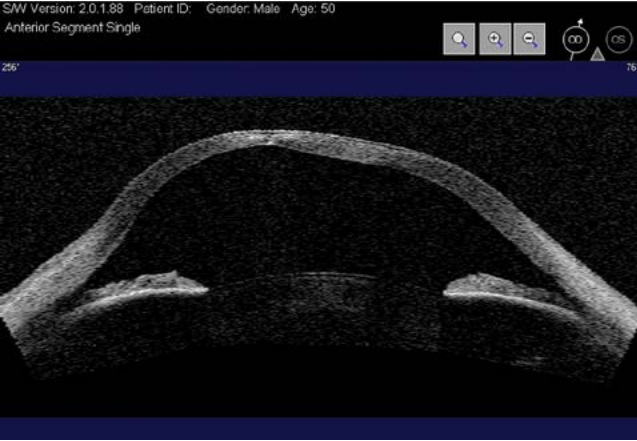 S/W Version: 2.0.1.88 Patient ID: Gender: Male Age: 50
Anterior Segment Single
OD
OS
256°
76